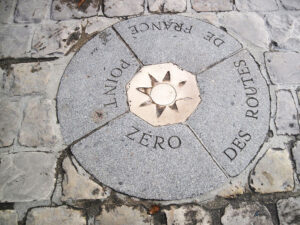 POINT ZÉRO
DES ROUTES
DE FRANCE